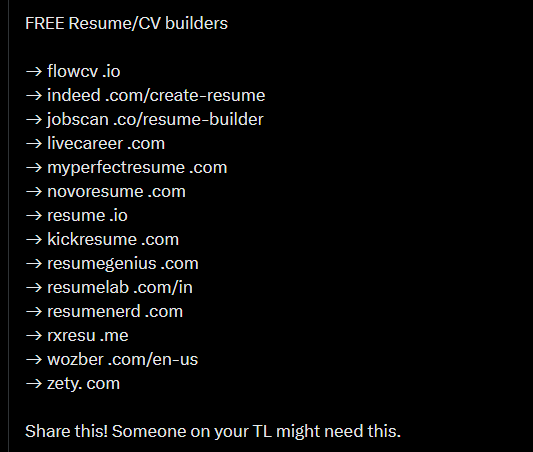 FREE Resume/CV builders
→ flowcv .io
→ indeed .com/create-resume
→ jobscan .co/resume-builder
→ livecareer .com
→ myperfectresume .com
→ novoresume .com
→ resume .io
→ kickresume .com
→ resumegenius .com
→ resumelab .com/in
→ resumenerd .com
→ rxresu .me
→ wozber .com/en-us
→ zety. com
Share this! Someone on your TL might need this.